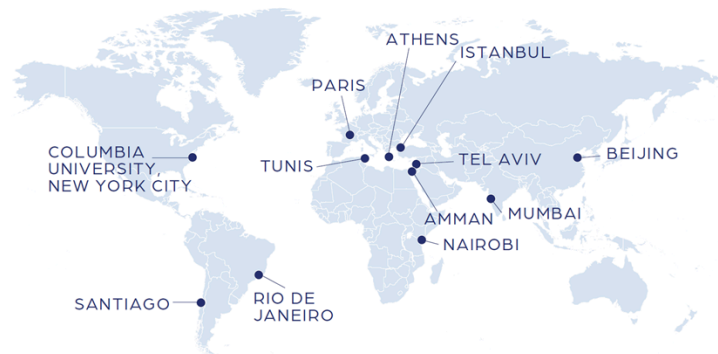 ATHENS
ISTANBUL
PARIS
COLUMBIA
UNIVERSITY,
NEW YORK CITY
TUNIS
TEL AVIV
BEIJING
AMMAN
MUMBAI
NAIROBI
SANTIAGO
RIO DE
JANEIRO